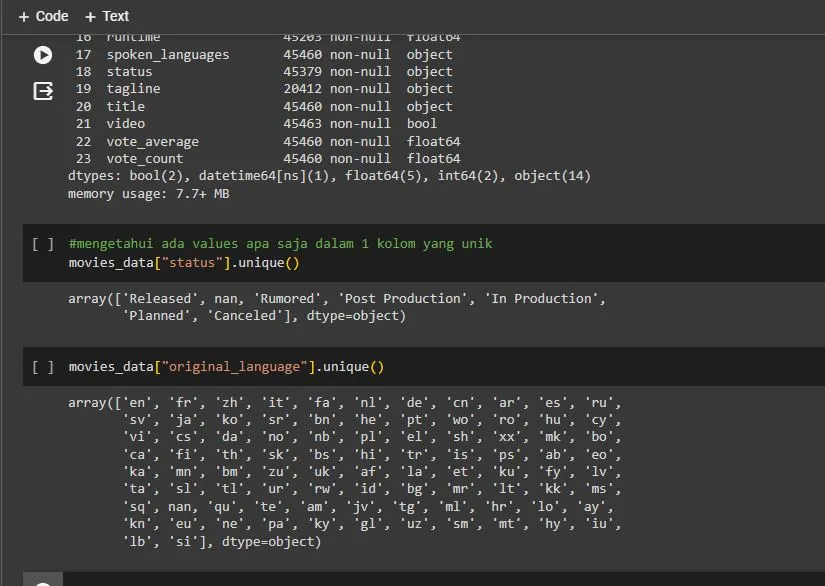 + Code + Text
16 runtime 45203 non-null float64
17 spoken_languages 45460 non-null object
18 status 45379 non-null object
19 tagline 20412 non-null object
20 title 45460 non-null object
21 video 45463 non-null bool
22 vote_average 45460 non-null float64
23 vote_count 45460 non-null float64
dtypes: bool(2), datetime64[ns](1), float64(5), int64(2), object(14)
memory usage: 7.7+ MB
[ ] #mengetahui ada values apa saja dalam 1 kolom yang unik
movies_data["status"].unique()
array(['Released', nan, 'Rumored', 'Post Production', 'In Production',
'Planned', 'Canceled'], dtype=object)
[ ] movies_data["original_language"].unique()
array(['en', 'fr', 'zh', 'it', 'fa', 'nl', 'de', 'cn', 'ar', 'es', 'ru',
'sv', 'ja', 'ko', 'sr', 'bn', 'he', 'pt', 'wo', 'ro', 'hu', 'cy',
'vi', 'cs', 'da', 'no', 'nb', 'pl', 'el', 'sh', 'xx', 'mk', 'bo',
'ca', 'fi', 'th', 'sk', 'bs', 'hi', 'tr', 'is', 'ps', 'ab', 'eo',
'ka', 'mn', 'bm', 'zu', 'uk', 'af', 'la', 'et', 'ku', 'fy', 'lv',
'ta', 'sl', 'tl', 'ur', 'rw', 'id', 'bg', 'mr', 'lt', 'kk', 'ms',
'sq', nan, 'qu', 'te', 'am', 'jv', 'tg', 'ml', 'hr', 'lo', 'ay',
'kn', 'eu', 'ne', 'pa', 'ky', 'gl', 'uz', 'sm', 'mt', 'hy', 'iu',
'lb', 'si'], dtype=object)